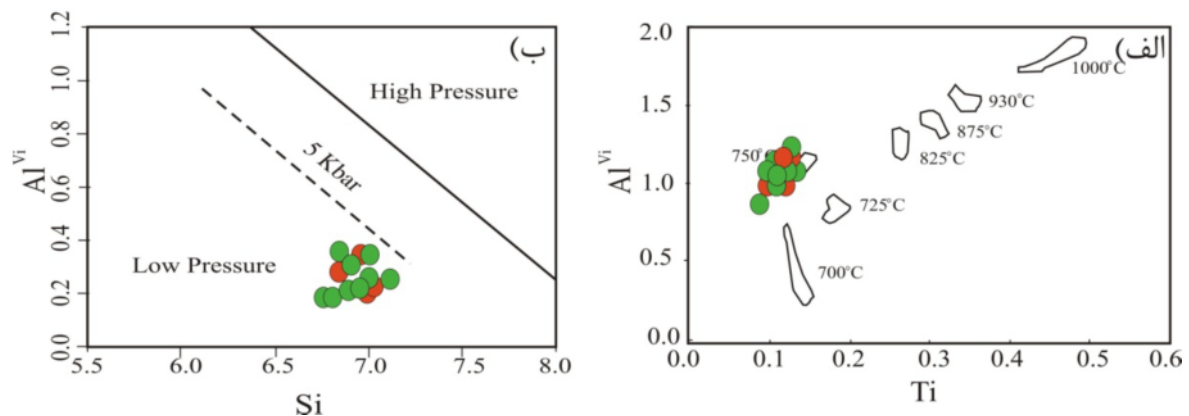 ب)
1.2
1.0
0.8
0.6
0.4
0.2
0.0
Al^Vi
High Pressure
5 Kbar
Low Pressure
5.5 6.0 6.5 7.0 7.5 8.0
Si
الف)
2.0
1.5
1.0
0.5
0.0
Al^Vi
1000°C
930°C
875°C
825°C
750°C
725°C
700°C
0.0 0.1 0.2 0.3 0.4 0.5 0.6
Ti